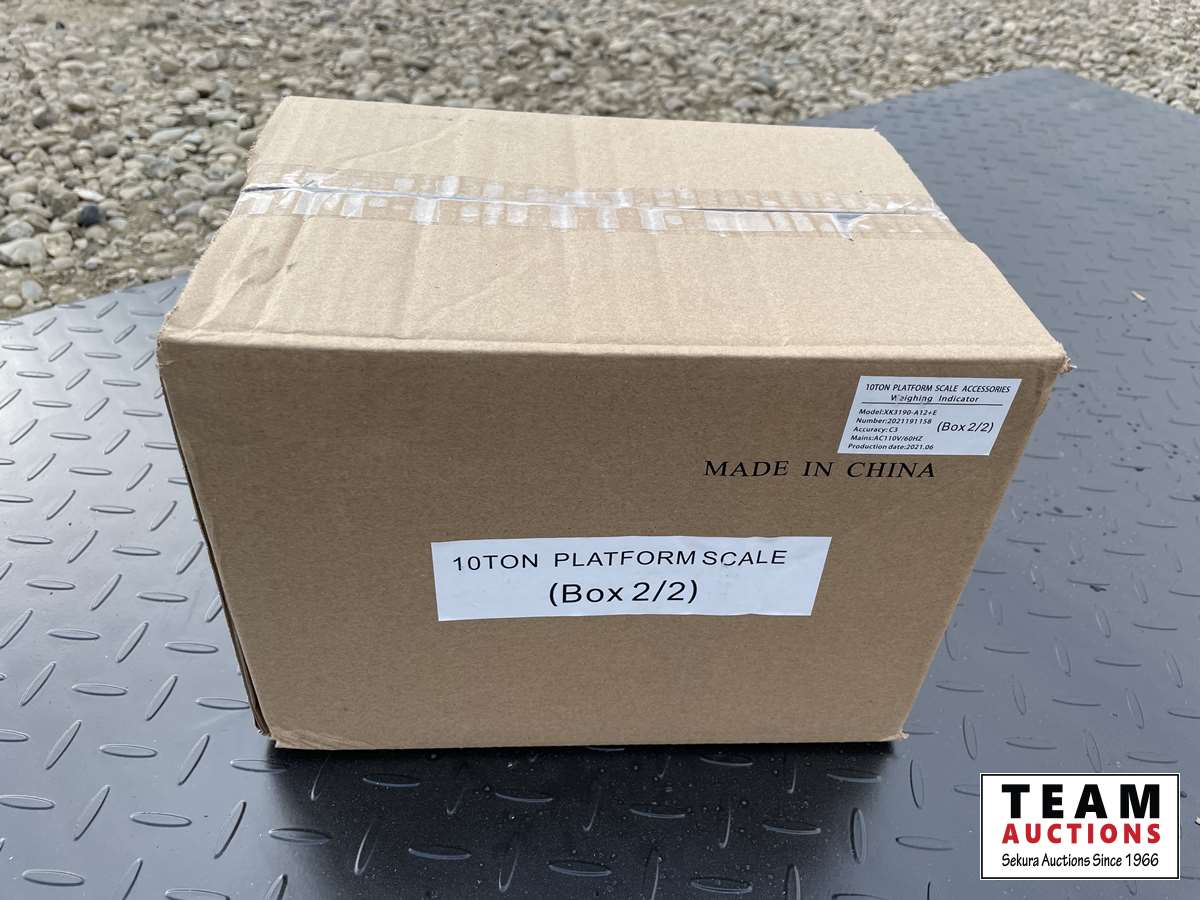 10TON PLATFORM SCALE ACCESSORIES
Weighing Indicator
Model:XK3190-A12+E
Number:2021191158
Accuracy:C3
(Box 2/2)
Mains:AC110V/60HZ
Production date:2021.06
MADE IN CHINA
10TON PLATFORM SCALE
(Box 2/2)
TEAM
AUCTIONS
Sekura Auctions Since 1966